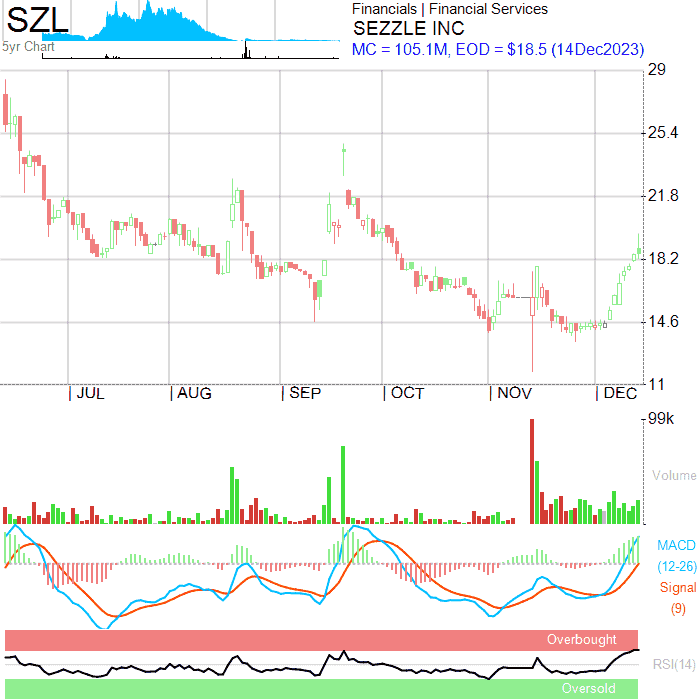 SZL
5yr Chart
Financials | Financial Services
SEZZLE INC
MC = 105.1M, EOD = $18.5 (14Dec2023)
29
25.4
21.8
18.2
14.6
11
JUL
AUG
SEP
OCT
NOV
DEC
99k
Volume
MACD
(12-26)
Signal
(9)
Overbought
RSI(14)
Oversold